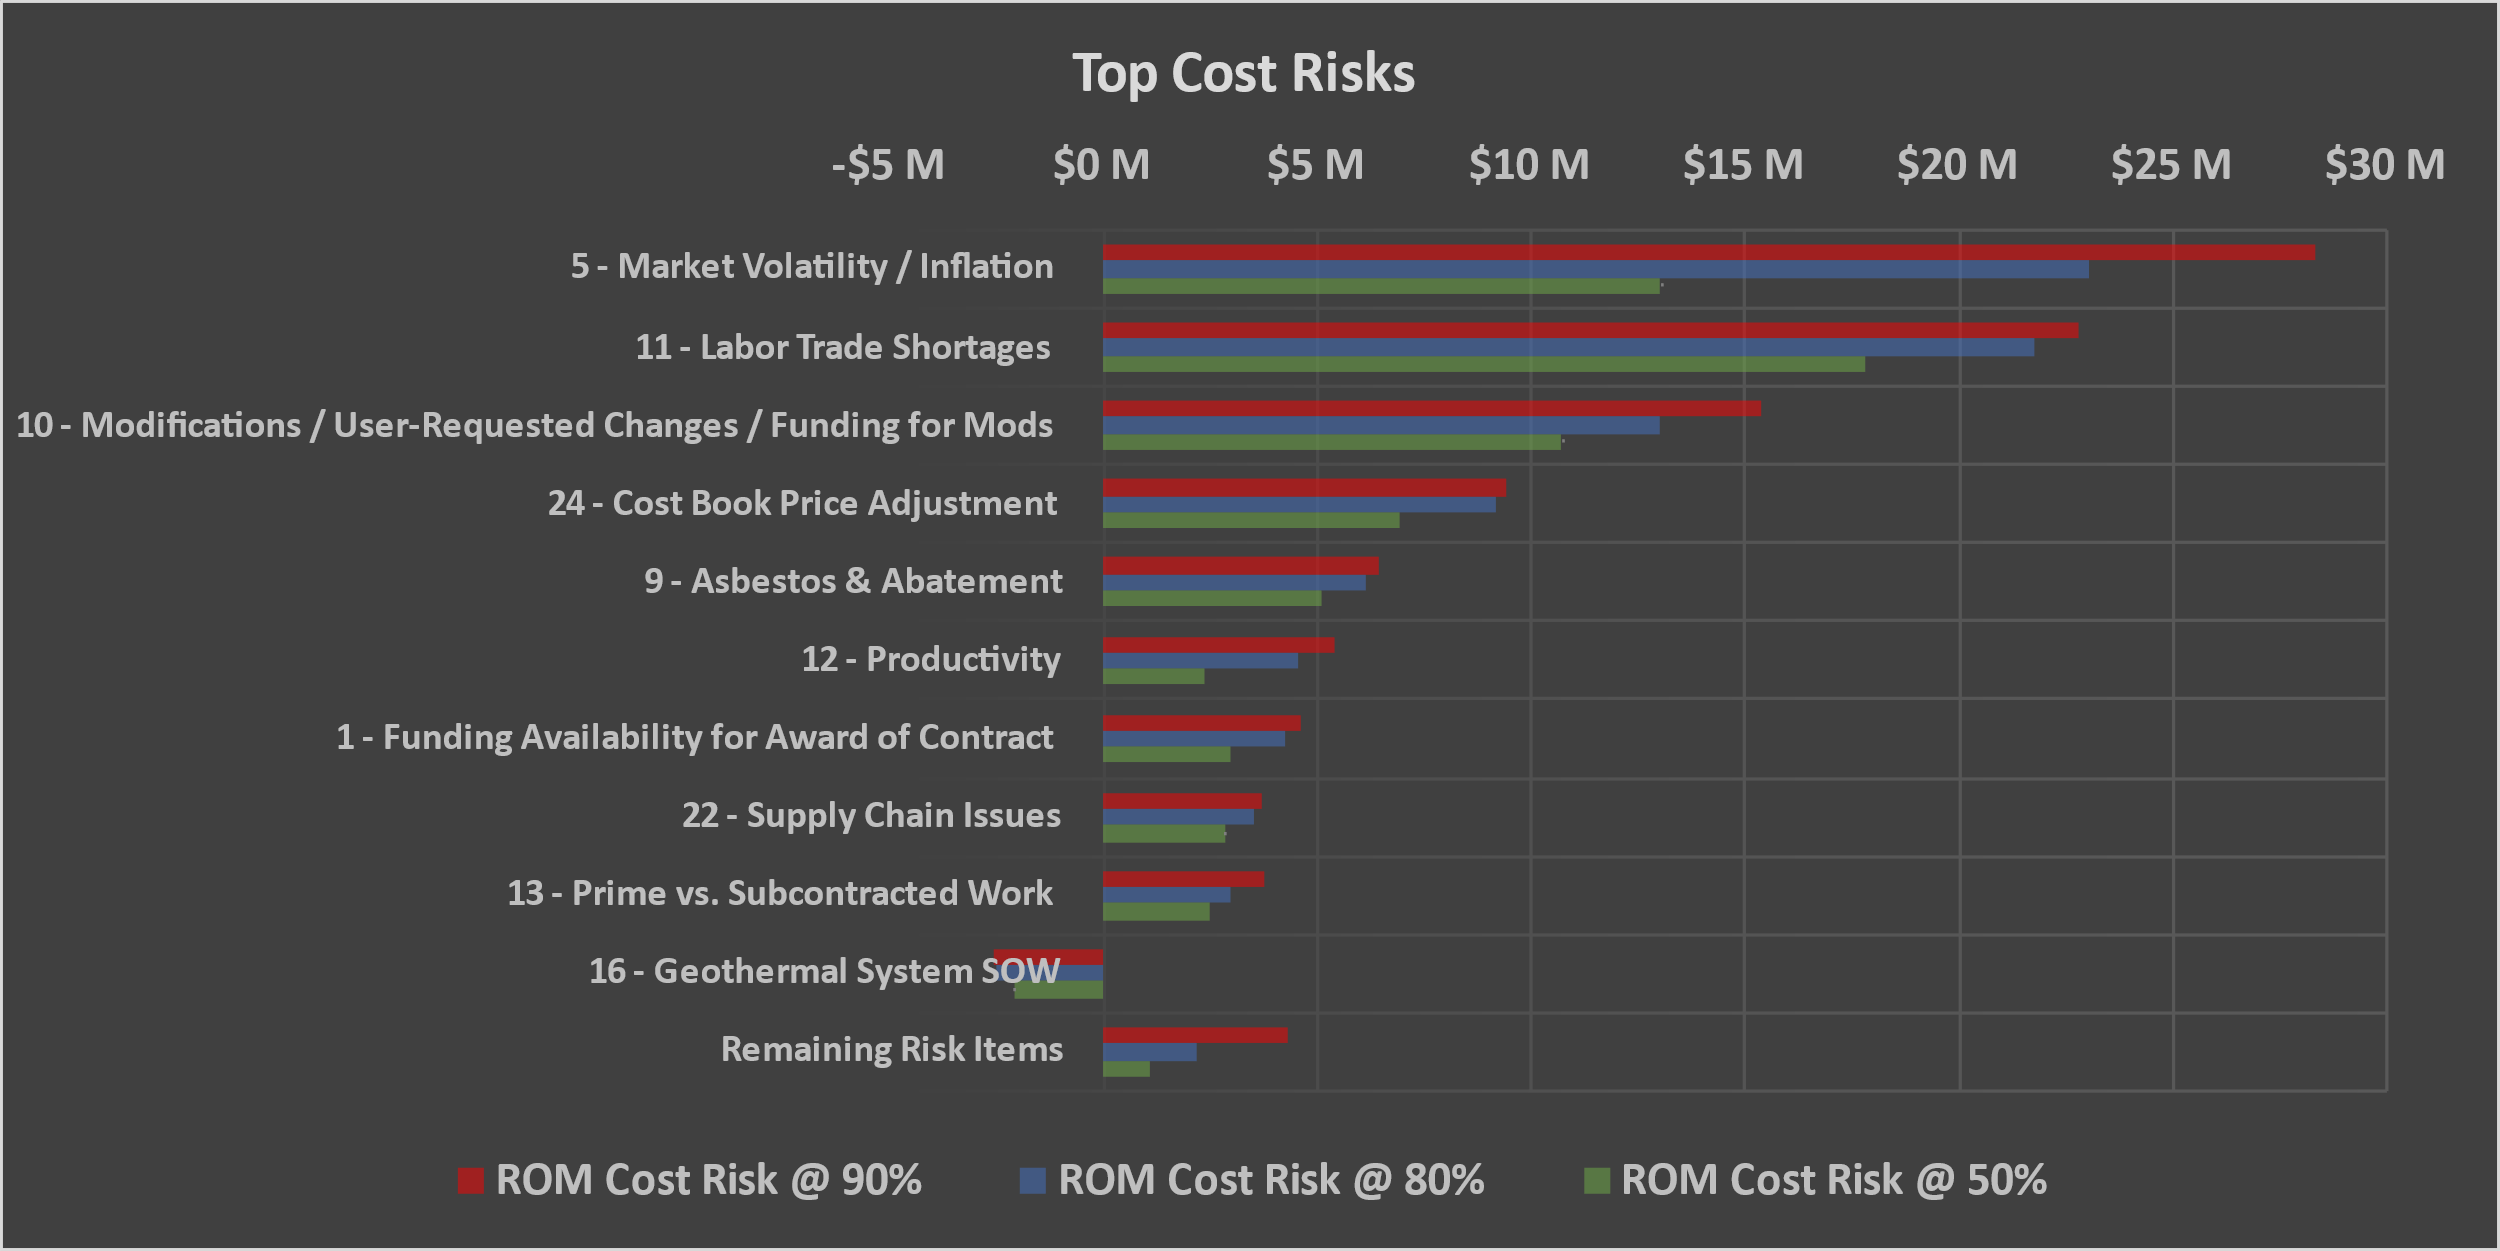 Top Cost Risks
-$5 M $0 M $5 M $10 M $15 M $20 M $25 M $30 M
5 - Market Volatility / Inflation
11 - Labor Trade Shortages
10 - Modifications / User-Requested Changes / Funding for Mods
24 - Cost Book Price Adjustment
9 - Asbestos & Abatement
12 - Productivity
1 - Funding Availability for Award of Contract
22 - Supply Chain Issues
13 - Prime vs. Subcontracted Work
16 - Geothermal System SOW
Remaining Risk Items
ROM Cost Risk @ 90% ROM Cost Risk @ 80% ROM Cost Risk @ 50%